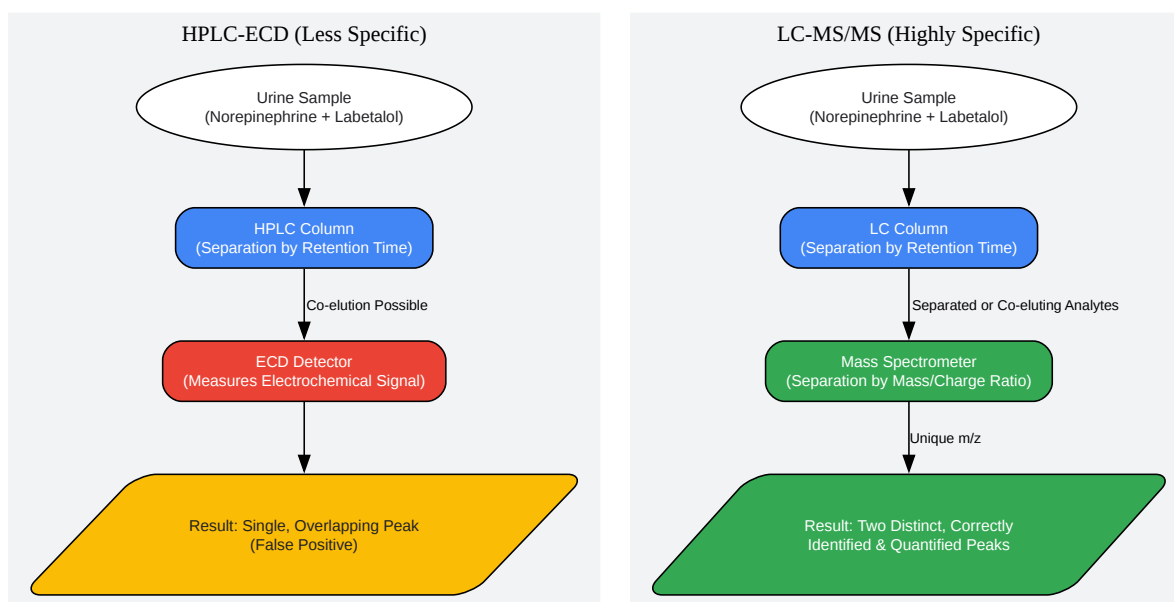 HPLC-ECD (Less Specific)
Urine Sample
(Norepinephrine + Labetalol)
HPLC Column
(Separation by Retention Time)
Co-elution Possible
ECD Detector
(Measures Electrochemical Signal)
Result: Single, Overlapping Peak
(False Positive)
LC-MS/MS (Highly Specific)
Urine Sample
(Norepinephrine + Labetalol)
LC Column
(Separation by Retention Time)
Separated or Co-eluting Analytes
Mass Spectrometer
(Separation by Mass/Charge Ratio)
Unique m/z
Result: Two Distinct, Correctly
Identified & Quantified Peaks